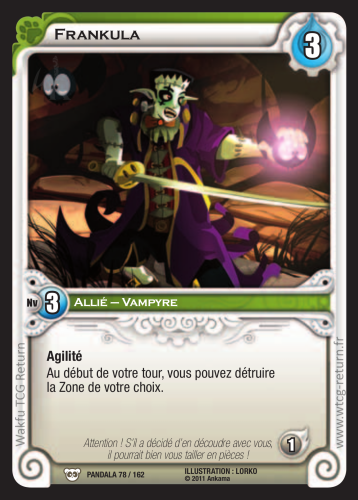 Frankula
3
Nv 3 Allié – Vampyre
Agilité
Au début de votre tour, vous pouvez détruire
la Zone de votre choix.
Attention ! S'il a décidé d'en découdre avec vous,
il pourrait bien vous tailler en pièces !
1
PANDALA 78 / 162
ILLUSTRATION : LORKO
© 2011 Ankama
Wakfu TCG Return
www.wtcg-return.fr